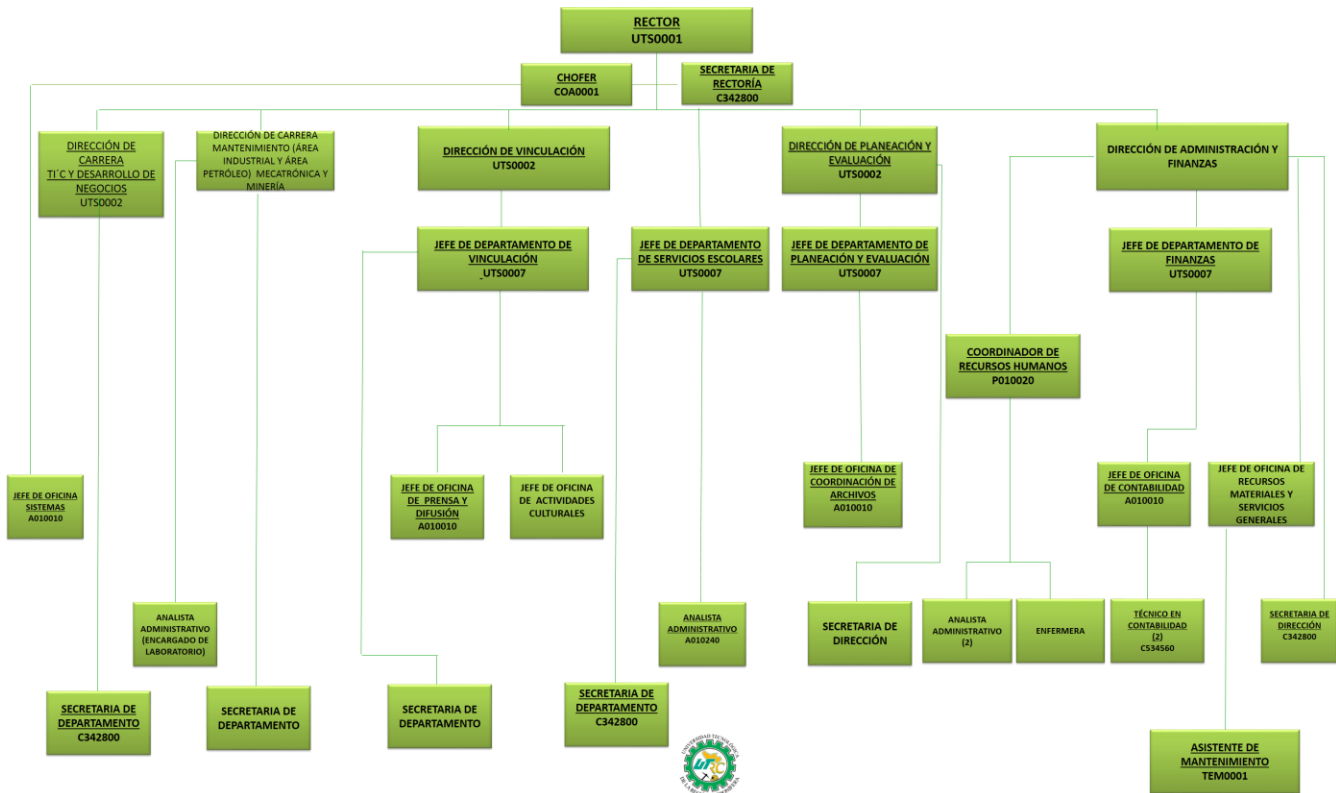 RECTOR
UTS0001
CHOFER
COA0001
SECRETARIA DE
RECTORÍA
C342800
DIRECCIÓN DE
CARRERA
TI´C Y DESARROLLO DE
NEGOCIOS
UTS0002
DIRECCIÓN DE CARRERA
MANTENIMIENTO (ÁREA
INDUSTRIAL Y ÁREA
PETRÓLEO) MECATRÓNICA Y
MINERÍA
DIRECCIÓN DE VINCULACIÓN
UTS0002
DIRECCIÓN DE PLANEACIÓN Y
EVALUACIÓN
UTS0002
DIRECCIÓN DE ADMINISTRACIÓN Y
FINANZAS
JEFE DE DEPARTAMENTO DE
VINCULACIÓN
_UTS0007
JEFE DE DEPARTAMENTO
DE SERVICIOS ESCOLARES
UTS0007
JEFE DE DEPARTAMENTO DE
PLANEACIÓN Y EVALUACIÓN
UTS0007
JEFE DE DEPARTAMENTO DE
FINANZAS
UTS0007
COORDINADOR DE
RECURSOS HUMANOS
P010020
JEFE DE OFICINA
SISTEMAS
A010010
JEFE DE OFICINA
DE PRENSA Y
DIFUSIÓN
A010010
JEFE DE OFICINA
DE ACTIVIDADES
CULTURALES
JEFE DE OFICINA DE
COORDINACIÓN DE
ARCHIVOS
A010010
JEFE DE OFICINA
DE CONTABILIDAD
A010010
JEFE DE OFICINA DE
RECURSOS
MATERIALES Y
SERVICIOS
GENERALES
ANALISTA
ADMINISTRATIVO
(ENCARGADO DE
LABORATORIO)
ANALISTA
ADMINISTRATIVO
A010240
SECRETARIA DE
DIRECCIÓN
ANALISTA
ADMINISTRATIVO
(2)
ENFERMERA
TÉCNICO EN
CONTABILIDAD
(2)
C534560
SECRETARIA DE
DIRECCIÓN
C342800
SECRETARIA DE
DEPARTAMENTO
C342800
SECRETARIA DE
DEPARTAMENTO
SECRETARIA DE
DEPARTAMENTO
SECRETARIA DE
DEPARTAMENTO
C342800
ASISTENTE DE
MANTENIMIENTO
TEM0001
UNIVERSIDAD TECNOLÓGICA
DE LA